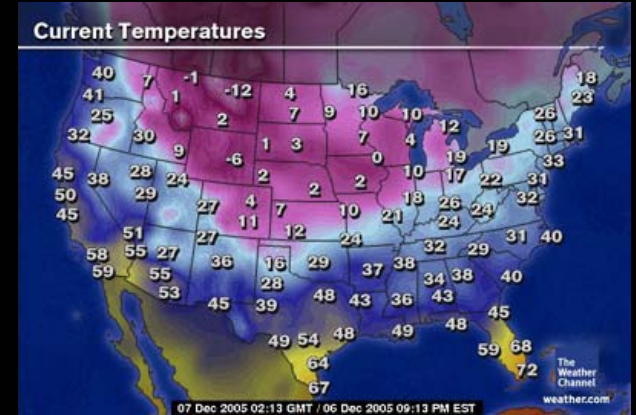 Current Temperatures
40 7 -1 -12 4 16 18
41 1 7 9 10 10 23
25 2 12 26
32 30 9 1 3 7 4 19 26 31
-6 0 19 33
45 38 28 24 2 2 2 10 17 22 31
50 29 27 4 7 18 26 24 32
45 11 10 21 24
51 27 12 24 31 40
58 55 27 36 16 29 32 29
59 55 28 37 38 34 38 40
53 45 39 48 43 36 43 45
49 54 48 49 48
64 59 68
67 72
The
Weather
Channel
weather.com
07 Dec 2005 02:13 GMT / 06 Dec 2005 09:13 PM EST